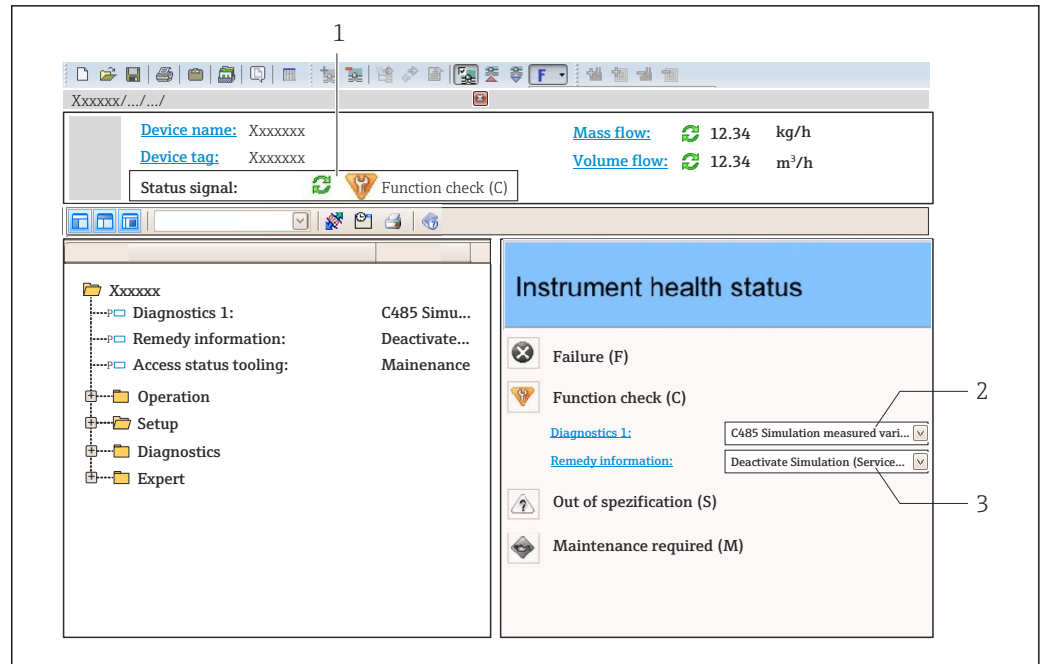 1
F
Xxxxxx/.../.../
Device name: Xxxxxxx
Mass flow: 12.34 kg/h
Device tag: Xxxxxxx
Volume flow: 12.34 m³/h
Status signal: Function check (C)
Xxxxxx
Diagnostics 1: C485 Simu...
P Remedy information: Deactivate...
P Access status tooling: Mainenance
Operation
Setup
Diagnostics
Expert
Instrument health status
Failure (F)
Function check (C)
2
Diagnostics 1: C485 Simulation measured vari...
Remedy information: Deactivate Simulation (Service...
Out of spezification (S)
3
Maintenance required (M)